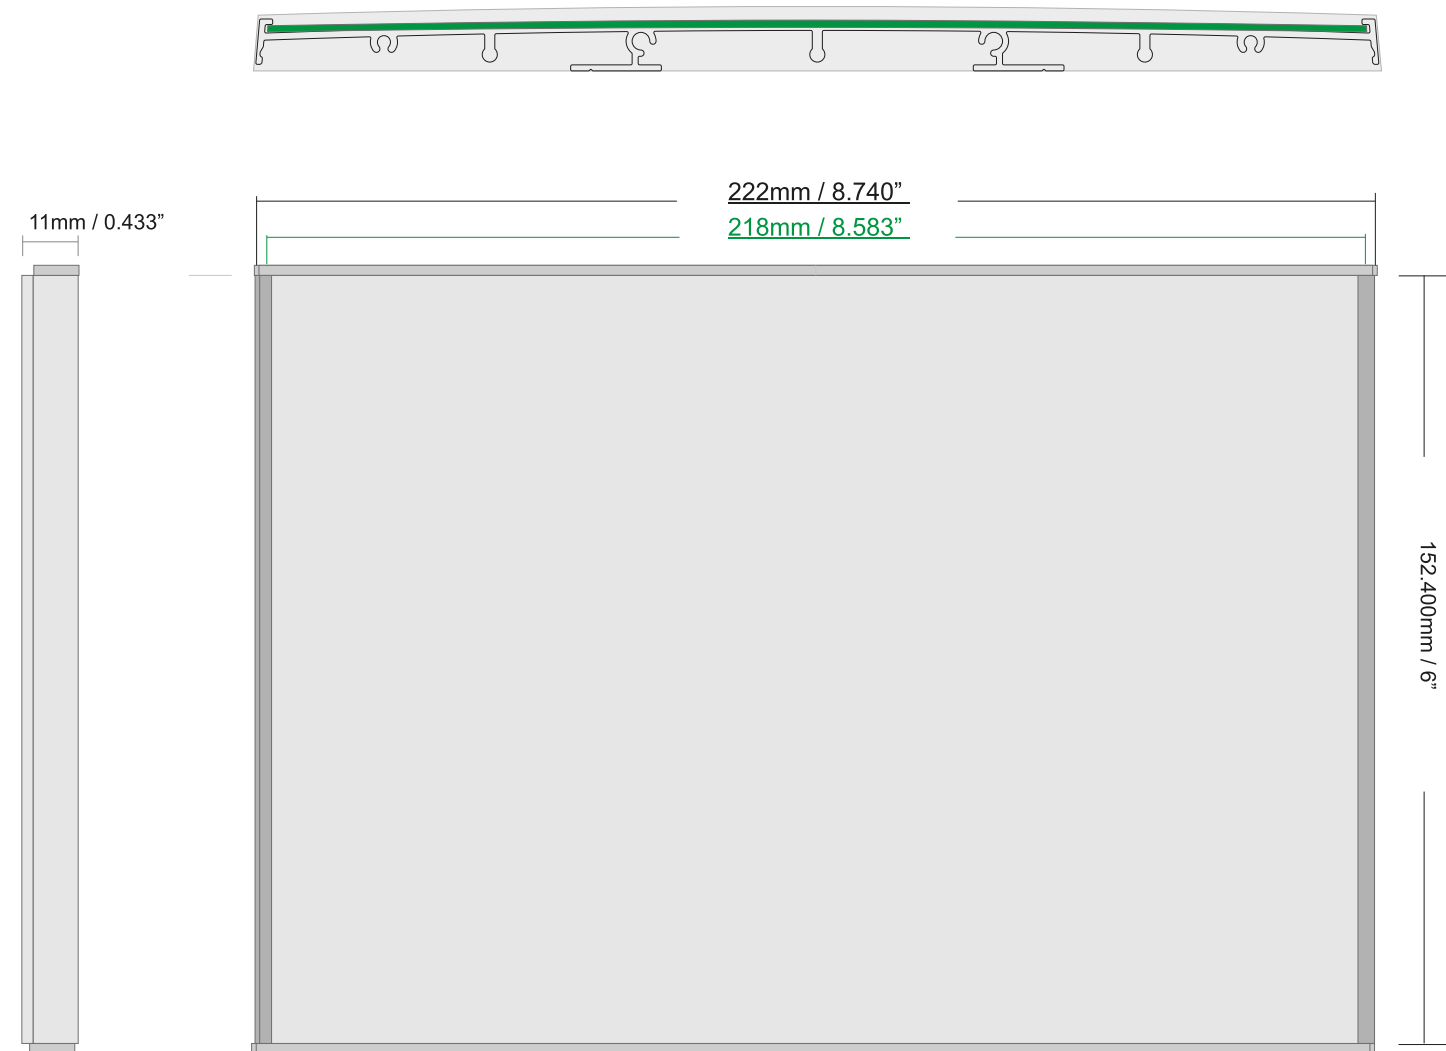 222mm / 8.740”
11mm / 0.433”
218mm / 8.583”
152.400mm / 6”